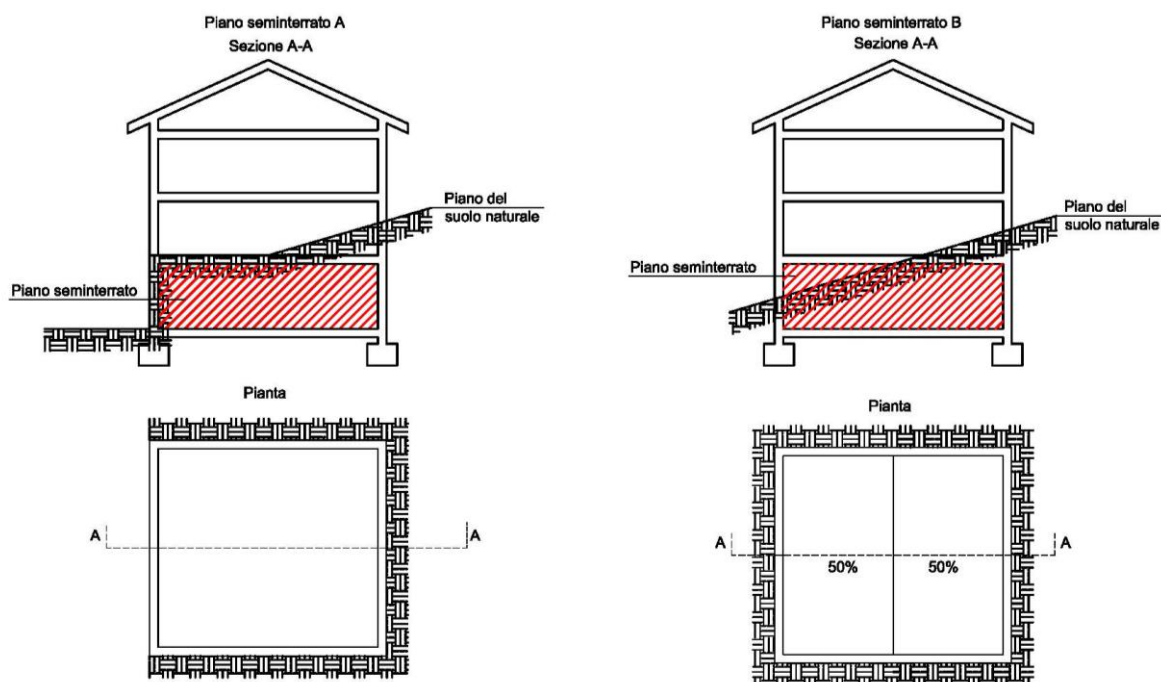 Piano seminterrato A
Sezione A-A
Piano del
suolo naturale
Piano seminterrato
Pianta
A
A
Piano seminterrato B
Sezione A-A
Piano del
suolo naturale
Piano seminterrato
Pianta
A
A
50%
50%